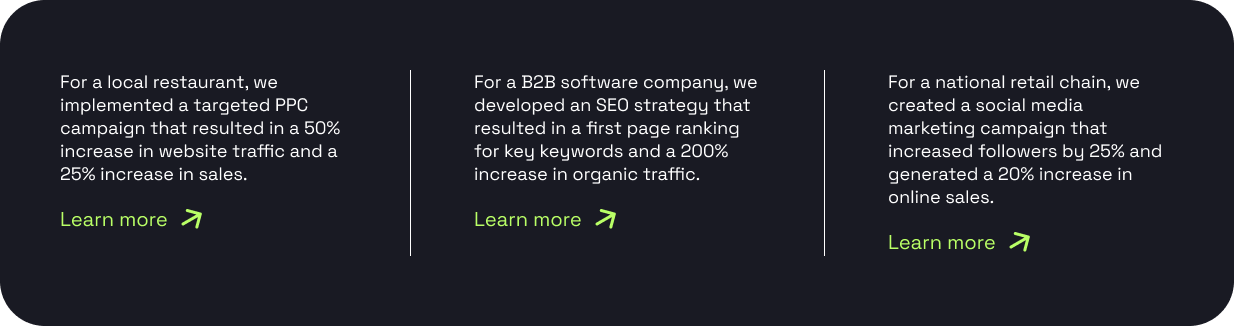 For a local restaurant, we
implemented a targeted PPC
campaign that resulted in a 50%
increase in website traffic and a
25% increase in sales.
Learn more
For a B2B software company, we
developed an SEO strategy that
resulted in a first page ranking
for key keywords and a 200%
increase in organic traffic.
Learn more
For a national retail chain, we
created a social media
marketing campaign that
increased followers by 25% and
generated a 20% increase in
online sales.
Learn more